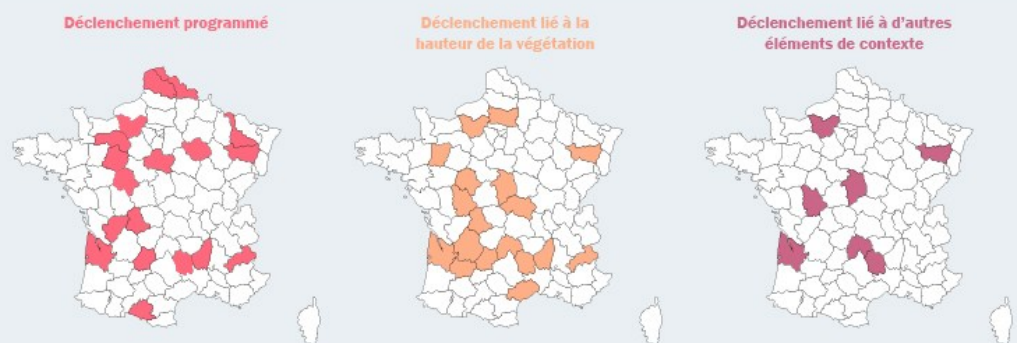 Déclenchement programmé
Déclenchement lié à la
hauteur de la végétation
Déclenchement lié à d'autres
éléments de contexte